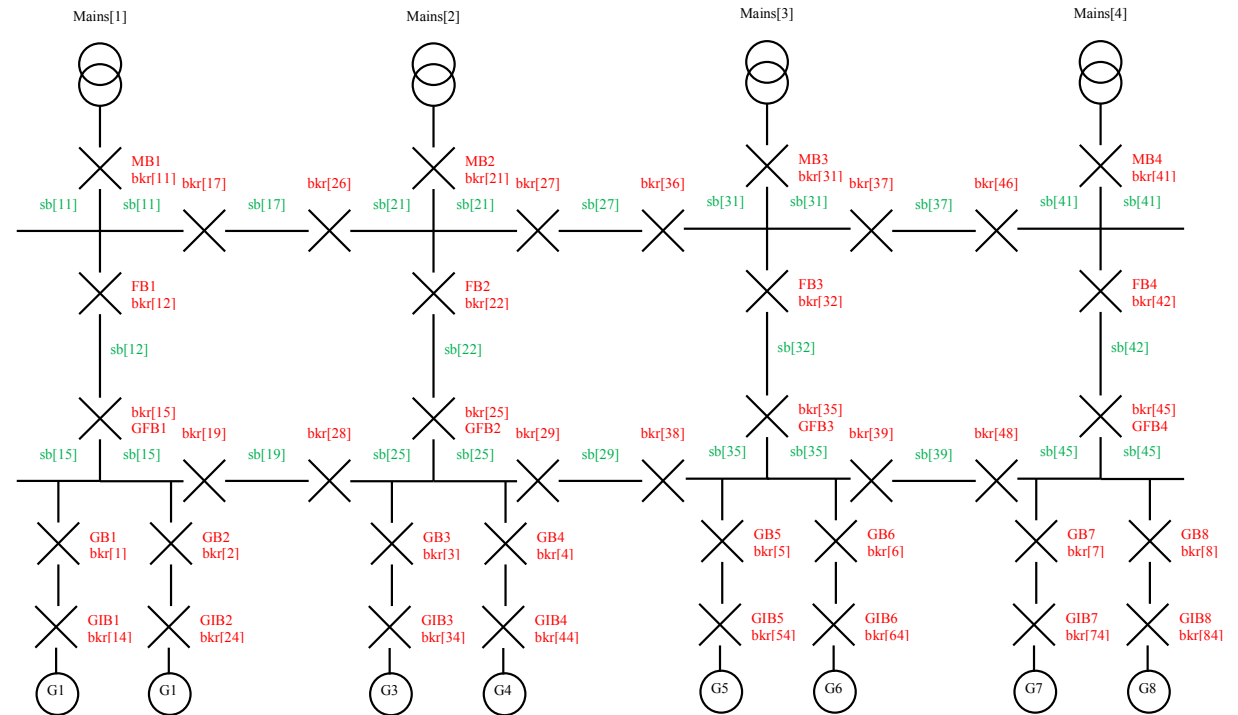 Mains[1]
Mains[2]
Mains[3]
Mains[4]
MB1
bkr[11]
MB2
bkr[21]
MB3
bkr[31]
MB4
bkr[41]
bkr[17]
bkr[26]
bkr[27]
bkr[36]
bkr[37]
bkr[46]
sb[11]
sb[11]
sb[17]
sb[21]
sb[21]
sb[27]
sb[31]
sb[31]
sb[37]
sb[41]
sb[41]
FB1
bkr[12]
FB2
bkr[22]
FB3
bkr[32]
FB4
bkr[42]
sb[12]
sb[22]
sb[32]
sb[42]
bkr[15]
GFB1
bkr[25]
GFB2
bkr[35]
GFB3
bkr[45]
GFB4
bkr[19]
bkr[28]
bkr[29]
bkr[38]
bkr[39]
bkr[48]
sb[15]
sb[15]
sb[19]
sb[25]
sb[25]
sb[29]
sb[35]
sb[35]
sb[39]
sb[45]
sb[45]
GB1
bkr[1]
GB2
bkr[2]
GB3
bkr[3]
GB4
bkr[4]
GB5
bkr[5]
GB6
bkr[6]
GB7
bkr[7]
GB8
bkr[8]
GIB1
bkr[14]
GIB2
bkr[24]
GIB3
bkr[34]
GIB4
bkr[44]
GIB5
bkr[54]
GIB6
bkr[64]
GIB7
bkr[74]
GIB8
bkr[84]
G1
G1
G3
G4
G5
G6
G7
G8